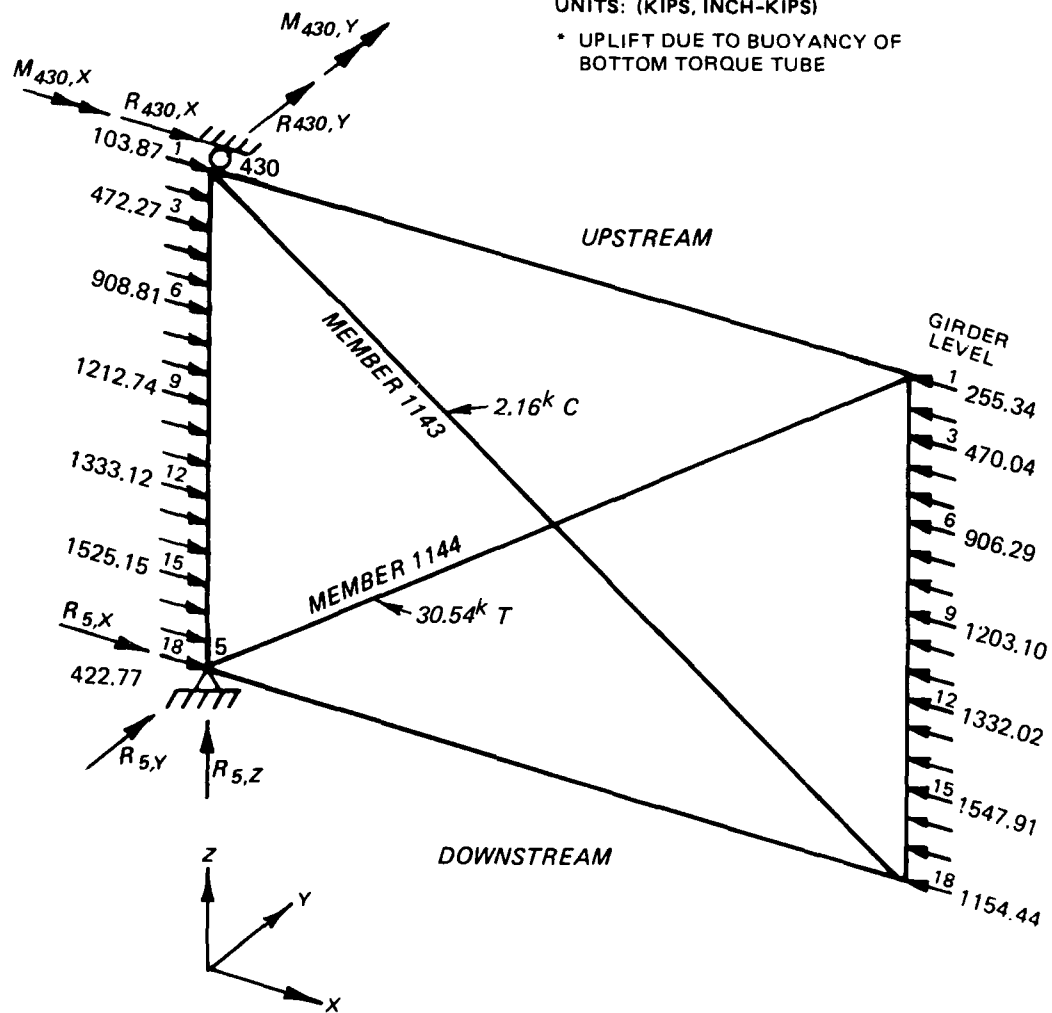 UNITS: (KIPS, INCH-KIPS)
* UPLIFT DUE TO BUOYANCY OF
BOTTOM TORQUE TUBE
M430,Y
M430,X
R430,X
R430,Y
103.87 1
430
472.27 3
UPSTREAM
908.81 6
GIRDER
LEVEL
MEMBER 1143
2.16k C
1 255.34
1212.74 9
3 470.04
1333.12 12
6 906.29
1525.15 15
MEMBER 1144
30.54k T
9 1203.10
R5,X
18 5
422.77
12 1332.02
R5,Y
R5,Z
15 1547.91
DOWNSTREAM
18 1154.44
Z
Y
X